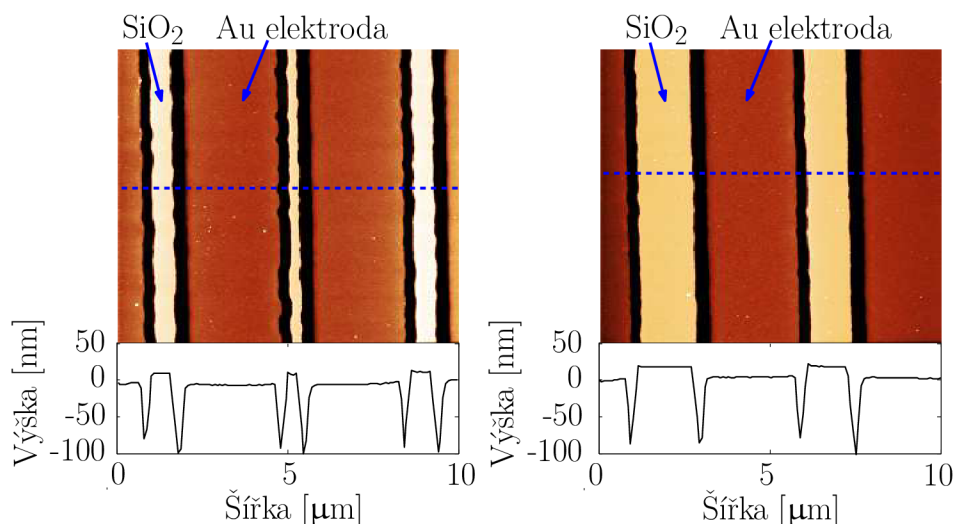 SiO₂ Au elektroda
50
0
-50
-100
Výška [nm]
0 5 10
Šířka [μm]
SiO₂ Au elektroda
50
0
-50
-100
Výška [nm]
0 5 10
Šířka [μm]